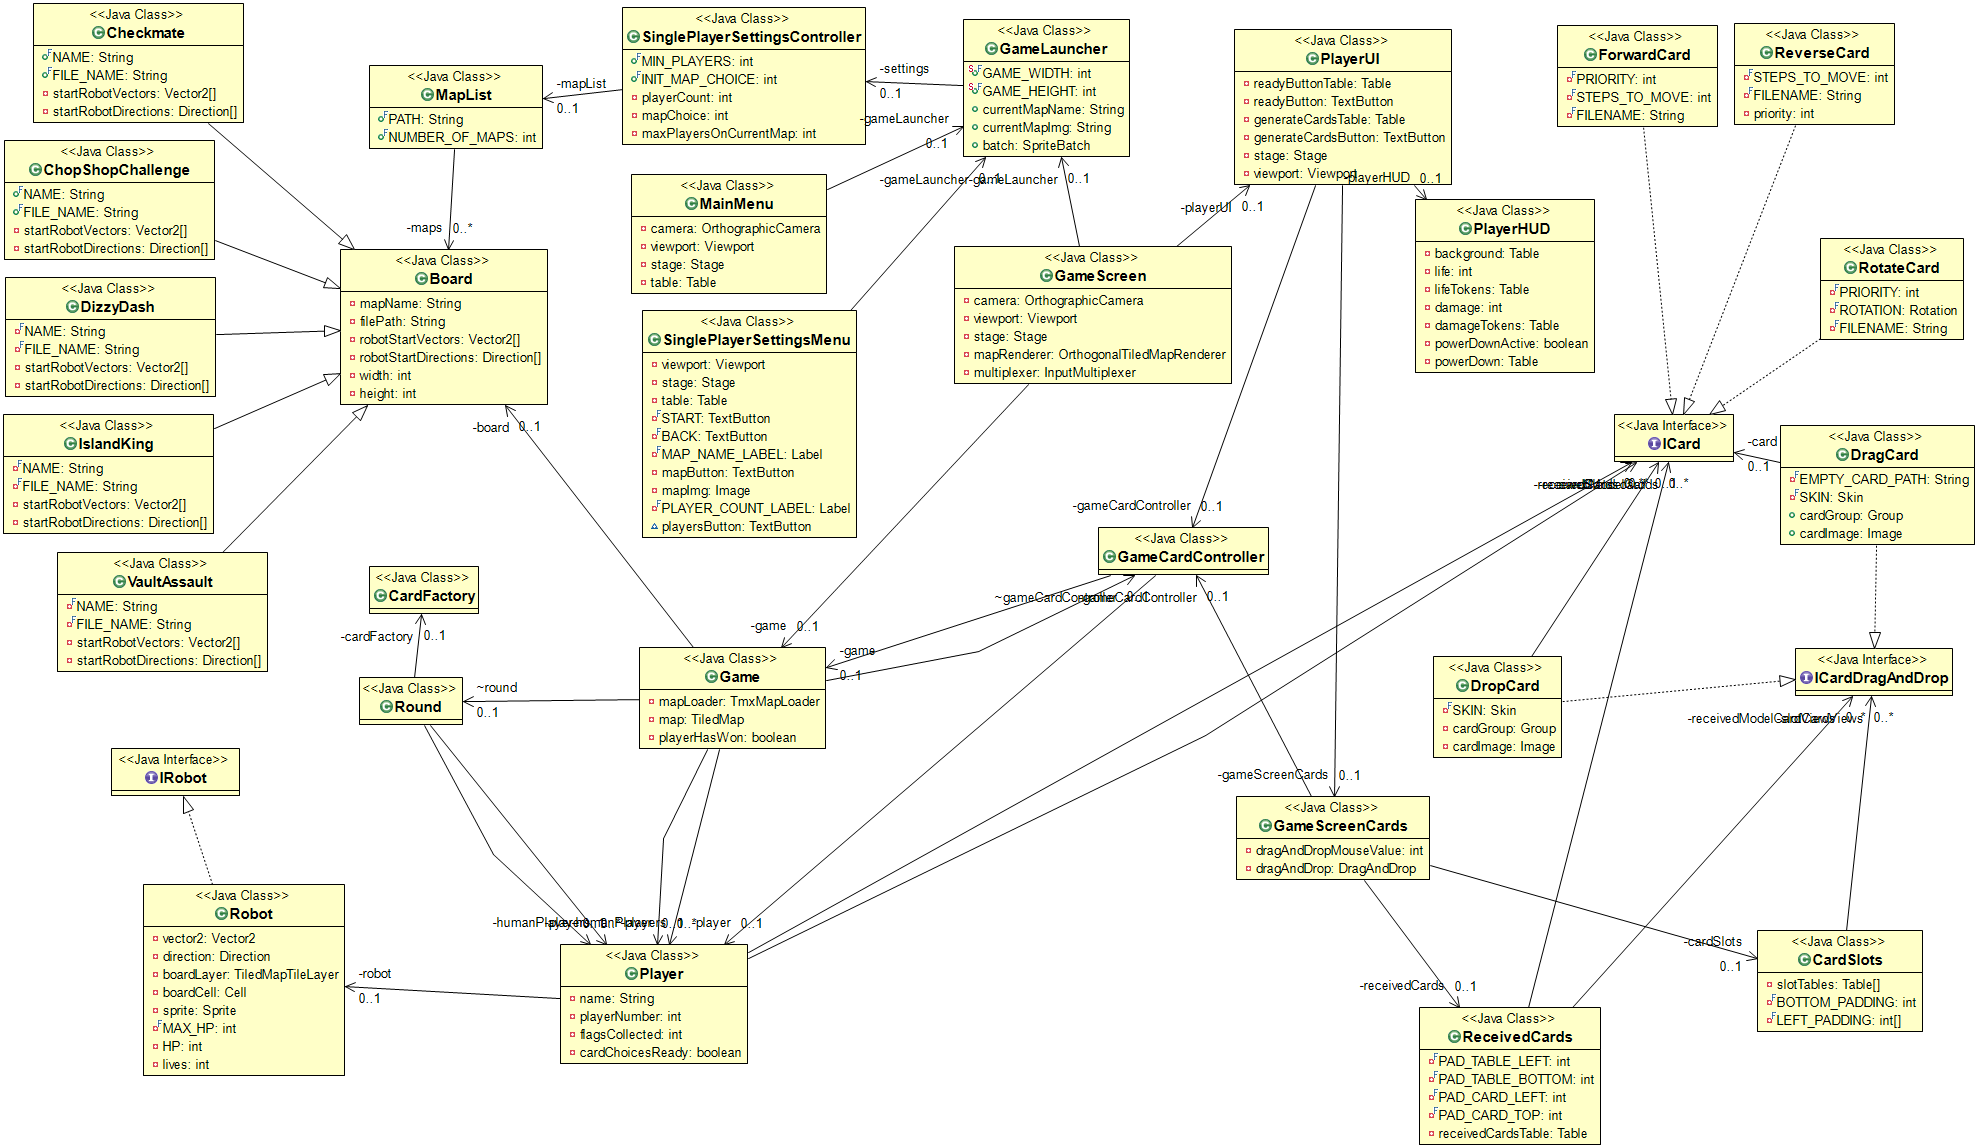 <<Java Class>>
Checkmate
NAME: String
FILE_NAME: String
startRobotVectors: Vector2[]
startRobotDirections: Direction[]
<<Java Class>>
ChopShopChallenge
NAME: String
FILE_NAME: String
startRobotVectors: Vector2[]
startRobotDirections: Direction[]
<<Java Class>>
DizzyDash
NAME: String
FILE_NAME: String
startRobotVectors: Vector2[]
startRobotDirections: Direction[]
<<Java Class>>
IslandKing
NAME: String
FILE_NAME: String
startRobotVectors: Vector2[]
startRobotDirections: Direction[]
<<Java Class>>
VaultAssault
NAME: String
FILE_NAME: String
startRobotVectors: Vector2[]
startRobotDirections: Direction[]
<<Java Class>>
MapList
PATH: String
NUMBER_OF_MAPS: int
-mapList
0..1
-maps
0..*
<<Java Class>>
Board
mapName: String
filePath: String
robotStartVectors: Vector2[]
robotStartDirections: Direction[]
width: int
height: int
-board
0..1
<<Java Class>>
SinglePlayerSettingsController
MIN_PLAYERS: int
INIT_MAP_CHOICE: int
playerCount: int
mapChoice: int
maxPlayersOnCurrentMap: int
-settings
0..1
<<Java Class>>
GameLauncher
GAME_WIDTH: int
GAME_HEIGHT: int
currentMapName: String
currentMapImg: String
batch: SpriteBatch
-gameLauncher
0..1
-gameLauncher
0..1
-gameLauncher
0..1
<<Java Class>>
MainMenu
camera: OrthographicCamera
viewport: Viewport
stage: Stage
table: Table
<<Java Class>>
SinglePlayerSettingsMenu
viewport: Viewport
stage: Stage
table: Table
START: TextButton
BACK: TextButton
MAP_NAME_LABEL: Label
mapButton: TextButton
mapImg: Image
PLAYER_COUNT_LABEL: Label
playersButton: TextButton
<<Java Class>>
GameScreen
camera: OrthographicCamera
viewport: Viewport
stage: Stage
mapRenderer: OrthogonalTiledMapRenderer
multiplexer: InputMultiplexer
-playerUI
0..1
<<Java Class>>
PlayerUI
readyButtonTable: Table
readyButton: TextButton
generateCardsTable: Table
generateCardsButton: TextButton
stage: Stage
viewport: Viewport
-playerHUD
0..1
<<Java Class>>
PlayerHUD
background: Table
life: int
lifeTokens: Table
damage: int
damageTokens: Table
powerDownActive: boolean
powerDown: Table
<<Java Class>>
ForwardCard
PRIORITY: int
STEPS_TO_MOVE: int
FILENAME: String
<<Java Class>>
ReverseCard
STEPS_TO_MOVE: int
FILENAME: String
priority: int
<<Java Class>>
RotateCard
PRIORITY: int
ROTATION: Rotation
FILENAME: String
<<Java Interface>>
ICard
-card
0..1
<<Java Class>>
DragCard
EMPTY_CARD_PATH: String
SKIN: Skin
cardGroup: Group
cardImage: Image
-gameCardController
0..1
<<Java Class>>
GameCardController
~gameCardController
0..1
-gameCardController
0..1
<<Java Class>>
CardFactory
-cardFactory
0..1
<<Java Class>>
Round
~round
0..1
-game
0..1
-game
0..1
<<Java Class>>
Game
mapLoader: TmxMapLoader
map: TiledMap
playerHasWon: boolean
<<Java Class>>
DropCard
SKIN: Skin
cardGroup: Group
cardImage: Image
<<Java Interface>>
ICardDragAndDrop
-receivedModelCardViews
0..*
0..*
<<Java Interface>>
IRobot
<<Java Class>>
Robot
vector2: Vector2
direction: Direction
boardLayer: TiledMapTileLayer
boardCell: Cell
sprite: Sprite
MAX_HP: int
HP: int
lives: int
-robot
0..1
-humanPlayer
-player
0..1
<<Java Class>>
Player
name: String
playerNumber: int
flagsCollected: int
cardChoicesReady: boolean
-gameScreenCards
0..1
<<Java Class>>
GameScreenCards
dragAndDropMouseValue: int
dragAndDrop: DragAndDrop
-cardSlots
0..1
<<Java Class>>
CardSlots
slotTables: Table[]
BOTTOM_PADDING: int
LEFT_PADDING: int[]
-receivedCards
0..1
<<Java Class>>
ReceivedCards
PAD_TABLE_LEFT: int
PAD_TABLE_BOTTOM: int
PAD_CARD_LEFT: int
PAD_CARD_TOP: int
receivedCardsTable: Table